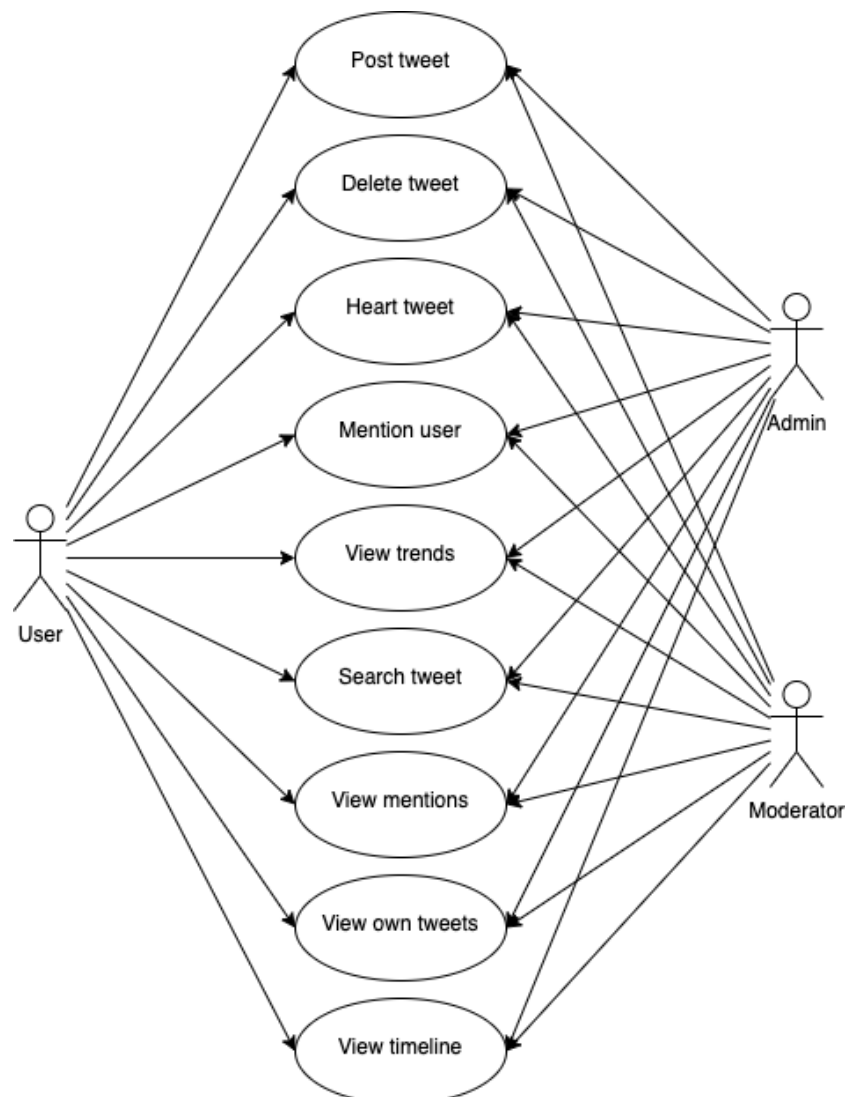 Post tweet
Delete tweet
Heart tweet
Mention user
View trends
Search tweet
View mentions
View own tweets
View timeline
User
Admin
Moderator